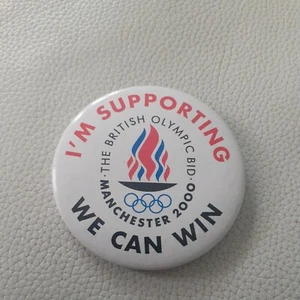 I'M SUPPORTING
·THE BRITISH OLYMPIC BID·
MANCHESTER 2000
WE CAN WIN